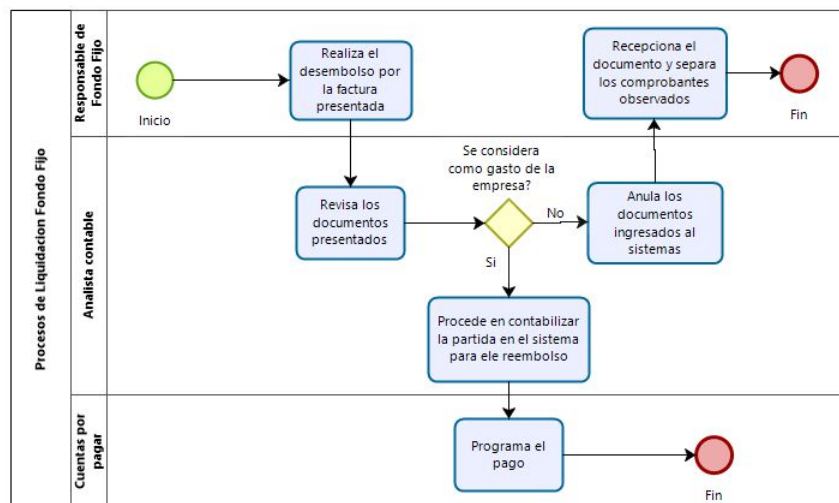 Procesos de Liquidacion Fondo Fijo
Responsable de
Fondo Fijo
Inicio
Realiza el
desembolso por
la factura
presentada
Recepciona el
documento y separa
los comprobantes
observados
Fin
Analista contable
Revisa los
documentos
presentados
Se considera
como gasto de la
empresa?
No
Si
Anula los
documentos
ingresados al
sistemas
Procede en contabilizar
la partida en el sistema
para ele reembolso
Cuentas por
pagar
Programa el
pago
Fin